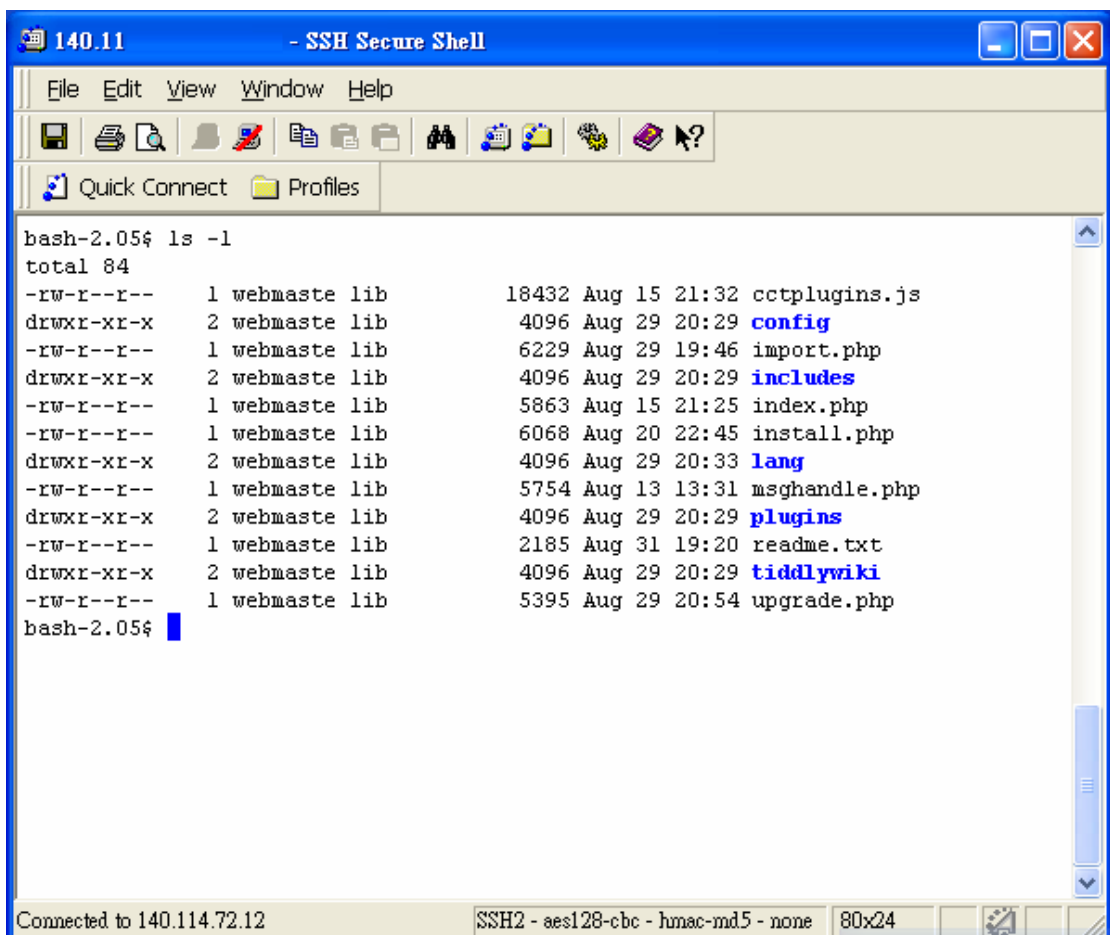 140.11 - SSH Secure Shell
File Edit View Window Help
Quick Connect Profiles
bash-2.05$ ls -l
total 84
-rw-r--r-- 1 webmaste lib 18432 Aug 15 21:32 cctplugins.js
drwxr-xr-x 2 webmaste lib 4096 Aug 29 20:29 config
-rw-r--r-- 1 webmaste lib 6229 Aug 29 19:46 import.php
drwxr-xr-x 2 webmaste lib 4096 Aug 29 20:29 includes
-rw-r--r-- 1 webmaste lib 5863 Aug 15 21:25 index.php
-rw-r--r-- 1 webmaste lib 6068 Aug 20 22:45 install.php
drwxr-xr-x 2 webmaste lib 4096 Aug 29 20:33 lang
-rw-r--r-- 1 webmaste lib 5754 Aug 13 13:31 msghandle.php
drwxr-xr-x 2 webmaste lib 4096 Aug 29 20:29 plugins
-rw-r--r-- 1 webmaste lib 2185 Aug 31 19:20 readme.txt
drwxr-xr-x 2 webmaste lib 4096 Aug 29 20:29 tiddlywiki
-rw-r--r-- 1 webmaste lib 5395 Aug 29 20:54 upgrade.php
bash-2.05$
Connected to 140.114.72.12 SSH2 - aes128-cbc - hmac-md5 - none 80x24